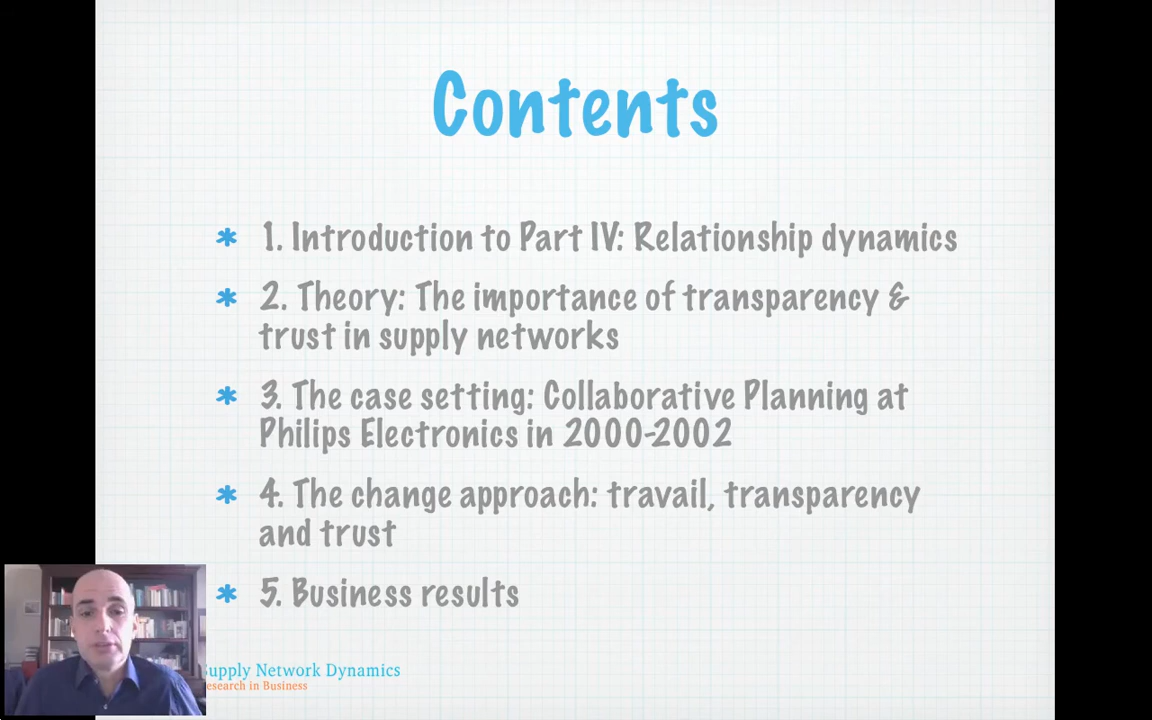 Contents
* 1. Introduction to Part IV: Relationship dynamics
* 2. Theory: The importance of transparency &
trust in supply networks
* 3. The case setting: Collaborative Planning at
Philips Electronics in 2000-2002
* 4. The change approach: travail, transparency
and trust
* 5. Business results
Supply Network Dynamics
esearch in Business